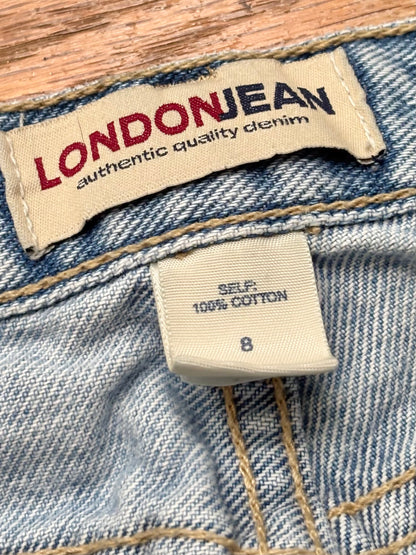 LONDONJEAN
authentic quality denim
SELF:
100% COTTON
8